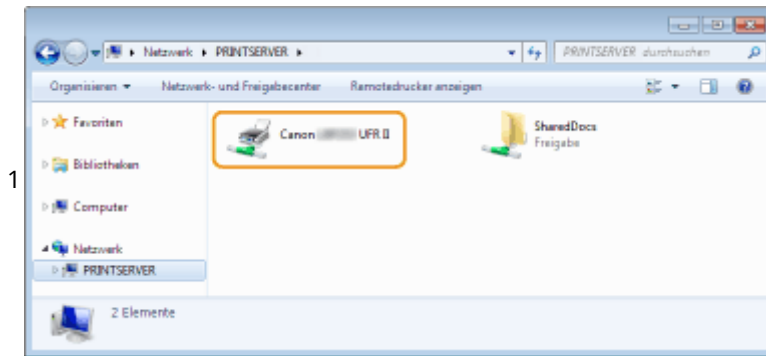 Netzwerk ▸ PRINTSERVER ▸
PRINTSERVER durchsuchen
Organisieren
Netzwerk- und Freigabecenter
Remotedrucker anzeigen
Favoriten
Bibliotheken
1
Computer
Netzwerk
PRINTSERVER
Canon UFR II
SharedDocs
Freigabe
2 Elemente